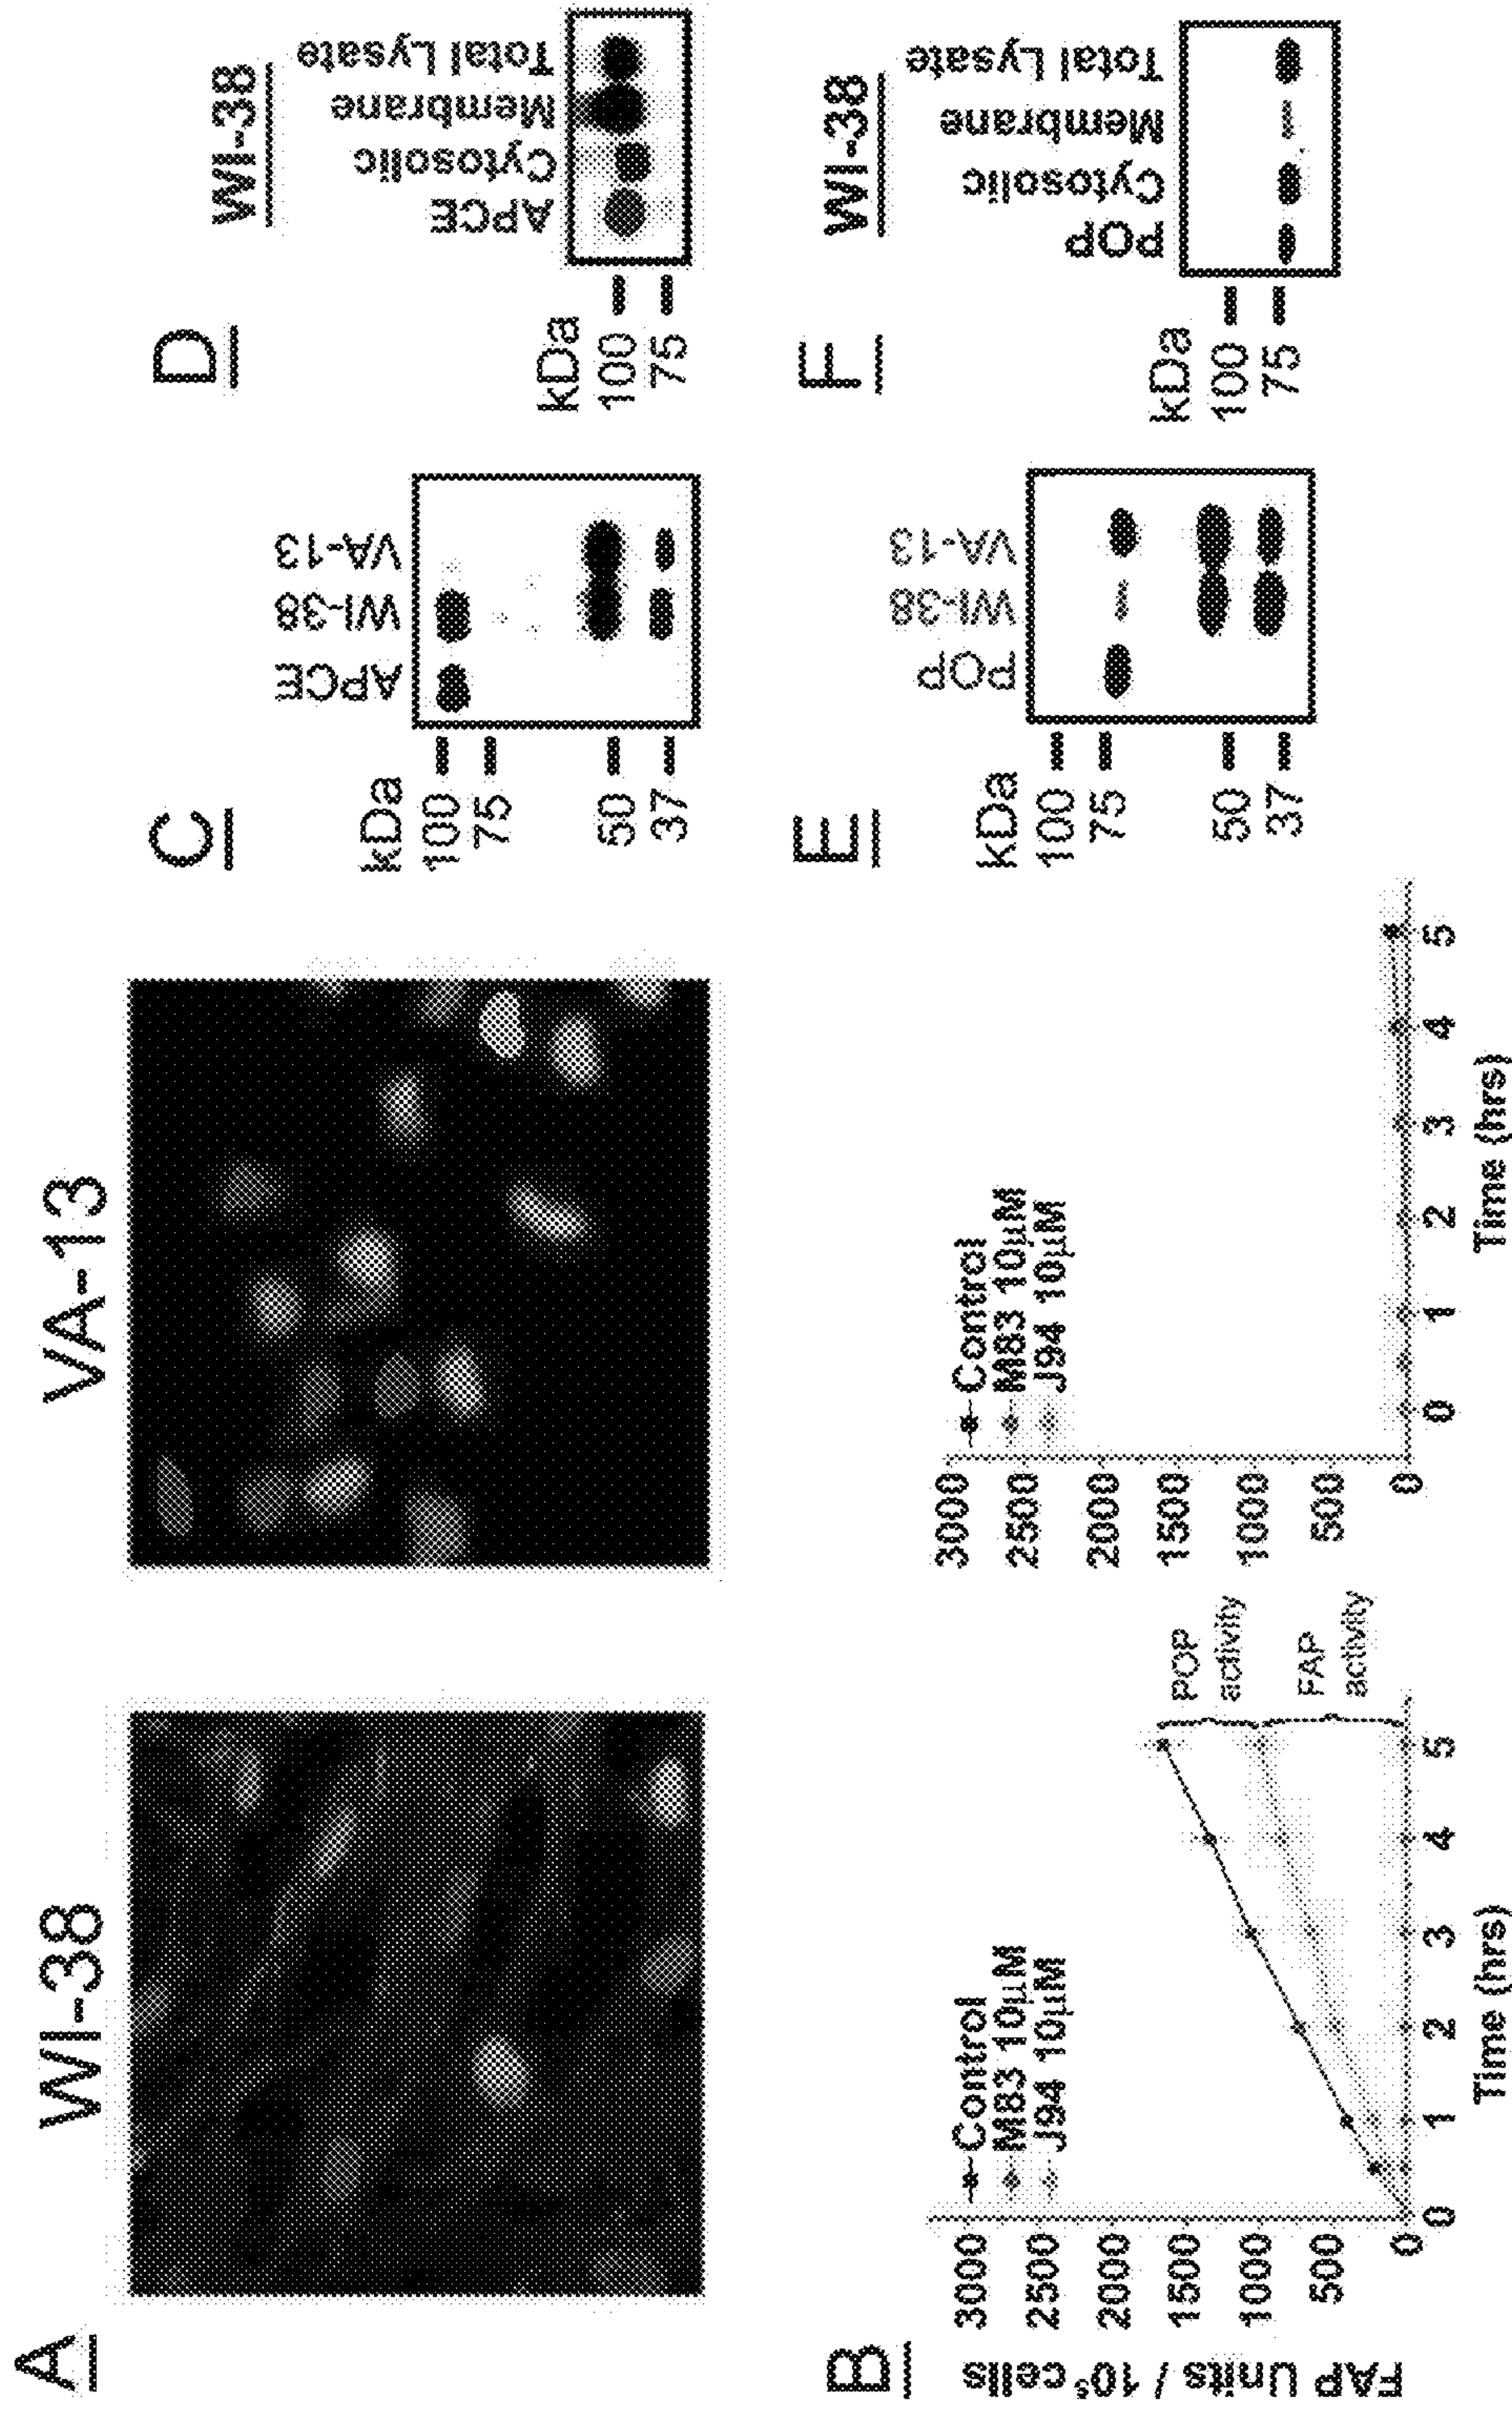 A
WI-38
VA-13
B
FAP Units / 10⁵ cells
3000
2500
2000
1500
1000
500
0
Control
M83 10µM
J94 10µM
POP
activity
FAP
activity
0 1 2 3 4 5
Time (hrs)
3000
2500
2000
1500
1000
500
0
Control
M83 10µM
J94 10µM
0 1 2 3 4 5
Time (hrs)
C
APCE
WI-38
VA-13
kDa
100
75
50
37
D
WI-38
APCE
Cytosolic
Membrane
Total Lysate
kDa
100
75
E
POP
WI-38
VA-13
kDa
100
75
50
37
F
WI-38
POP
Cytosolic
Membrane
Total Lysate
kDa
100
75